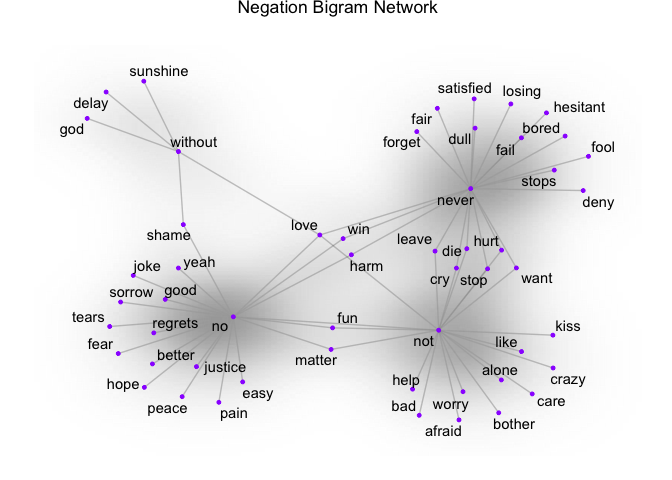 Negation Bigram Network
sunshine
satisfied
losing
delay
hesitant
fair
god
bored
dull
forget
without
fail
fool
stops
never
deny
love
win
shame
leave
hurt
die
yeah
harm
joke
cry
stop
want
sorrow
good
tears
regrets
no
fun
kiss
not
like
fear
better
matter
justice
alone
crazy
hope
help
easy
care
peace
pain
bad
worry
bother
afraid